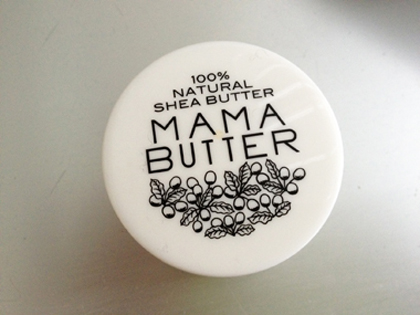 100%
NATURAL
SHEA BUTTER
MAMA
BUTTER